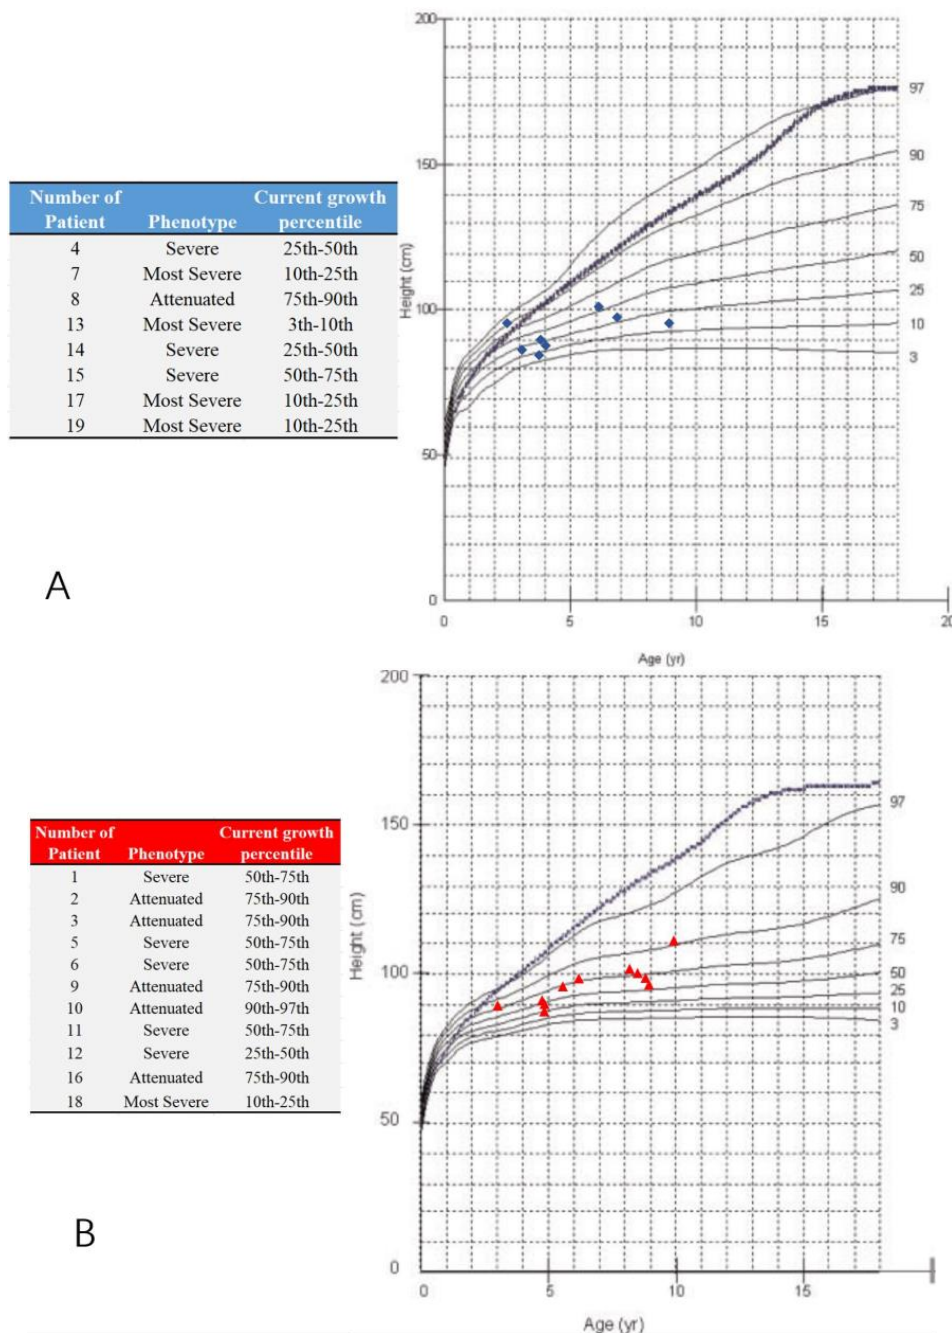 200
97
150
90
Number of Patient Phenotype Current growth percentile
4 Severe 25th-50th
7 Most Severe 10th-25th
8 Attenuated 75th-90th
13 Most Severe 3th-10th
14 Severe 25th-50th
15 Severe 50th-75th
17 Most Severe 10th-25th
19 Most Severe 10th-25th
75
50
100
25
10
3
Height (cm)
50
0
0 5 10 15 20
Age (yr)
A
200
97
150
90
75
100
50
25
10
3
Height (cm)
Number of Patient Phenotype Current growth percentile
1 Severe 50th-75th
2 Attenuated 75th-90th
3 Attenuated 75th-90th
5 Severe 50th-75th
6 Severe 50th-75th
9 Attenuated 75th-90th
10 Attenuated 90th-97th
11 Severe 50th-75th
12 Severe 25th-50th
16 Attenuated 75th-90th
18 Most Severe 10th-25th
50
0
0 5 10 15
Age (yr)
B